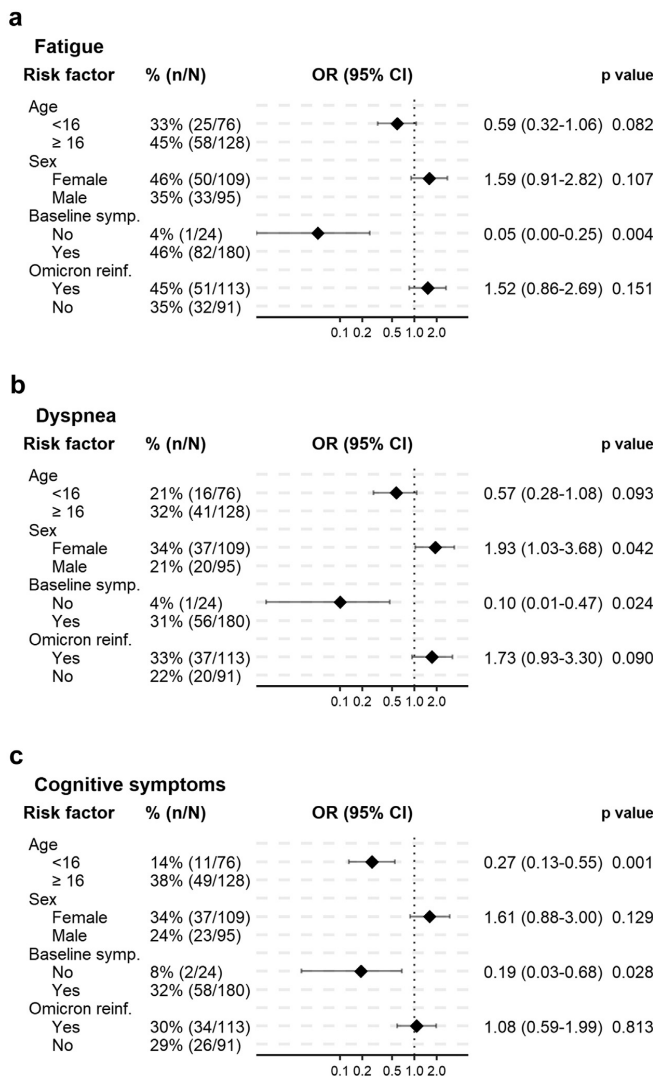 a
Fatigue
Risk factor % (n/N) OR (95% CI) p value
Age
<16 33% (25/76) 0.59 (0.32-1.06) 0.082
≥ 16 45% (58/128)
Sex
Female 46% (50/109) 1.59 (0.91-2.82) 0.107
Male 35% (33/95)
Baseline symp.
No 4% (1/24) 0.05 (0.00-0.25) 0.004
Yes 46% (82/180)
Omicron reinf.
Yes 45% (51/113) 1.52 (0.86-2.69) 0.151
No 35% (32/91)
0.1 0.2 0.5 1.0 2.0
b
Dyspnea
Risk factor % (n/N) OR (95% CI) p value
Age
<16 21% (16/76) 0.57 (0.28-1.08) 0.093
≥ 16 32% (41/128)
Sex
Female 34% (37/109) 1.93 (1.03-3.68) 0.042
Male 21% (20/95)
Baseline symp.
No 4% (1/24) 0.10 (0.01-0.47) 0.024
Yes 31% (56/180)
Omicron reinf.
Yes 33% (37/113) 1.73 (0.93-3.30) 0.090
No 22% (20/91)
0.1 0.2 0.5 1.0 2.0
c
Cognitive symptoms
Risk factor % (n/N) OR (95% CI) p value
Age
<16 14% (11/76) 0.27 (0.13-0.55) 0.001
≥ 16 38% (49/128)
Sex
Female 34% (37/109) 1.61 (0.88-3.00) 0.129
Male 24% (23/95)
Baseline symp.
No 8% (2/24) 0.19 (0.03-0.68) 0.028
Yes 32% (58/180)
Omicron reinf.
Yes 30% (34/113) 1.08 (0.59-1.99) 0.813
No 29% (26/91)
0.1 0.2 0.5 1.0 2.0